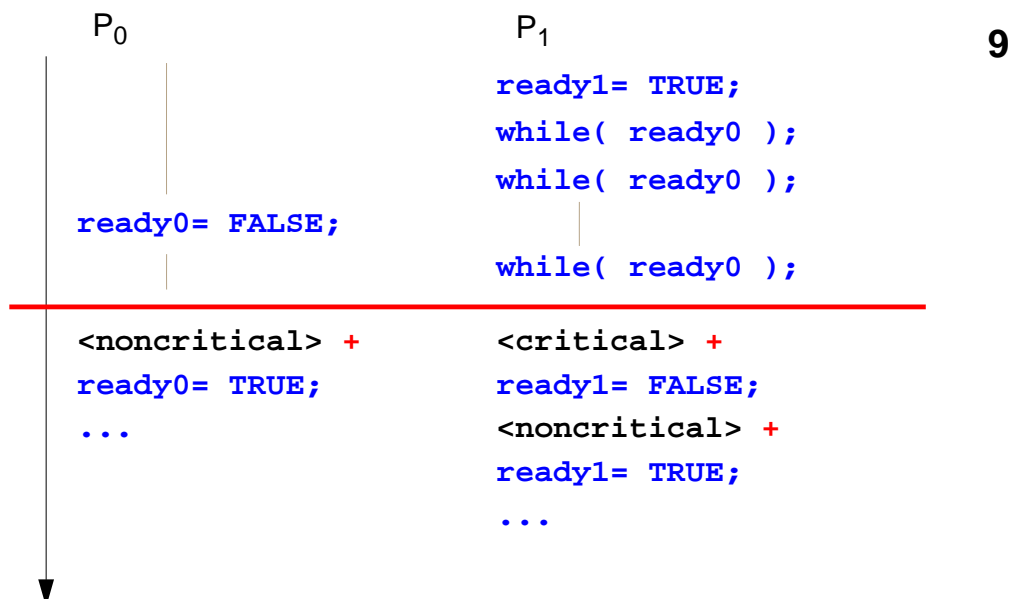 P0 P1 9
ready1= TRUE;
while( ready0 );
while( ready0 );
ready0= FALSE;
while( ready0 );
<noncritical> + <critical> +
ready0= TRUE; ready1= FALSE;
... <noncritical> +
ready1= TRUE;
...